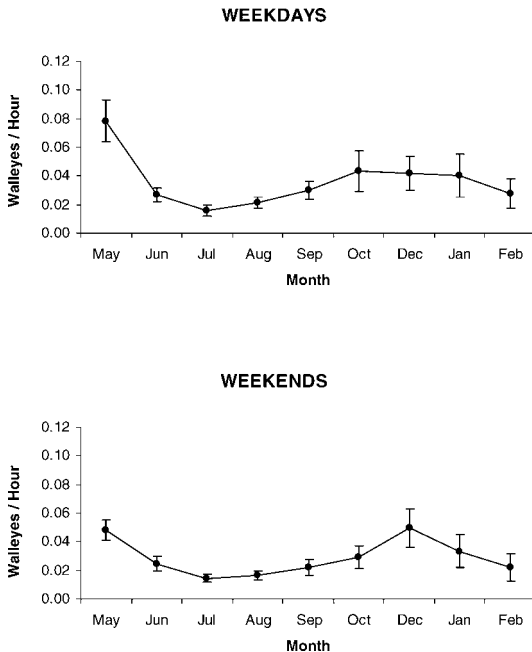 WEEKDAYS
0.12
0.10
0.08
0.06
0.04
0.02
0.00
Walleyes / Hour
May Jun Jul Aug Sep Oct Dec Jan Feb
Month
WEEKENDS
0.12
0.10
0.08
0.06
0.04
0.02
0.00
Walleyes / Hour
May Jun Jul Aug Sep Oct Dec Jan Feb
Month